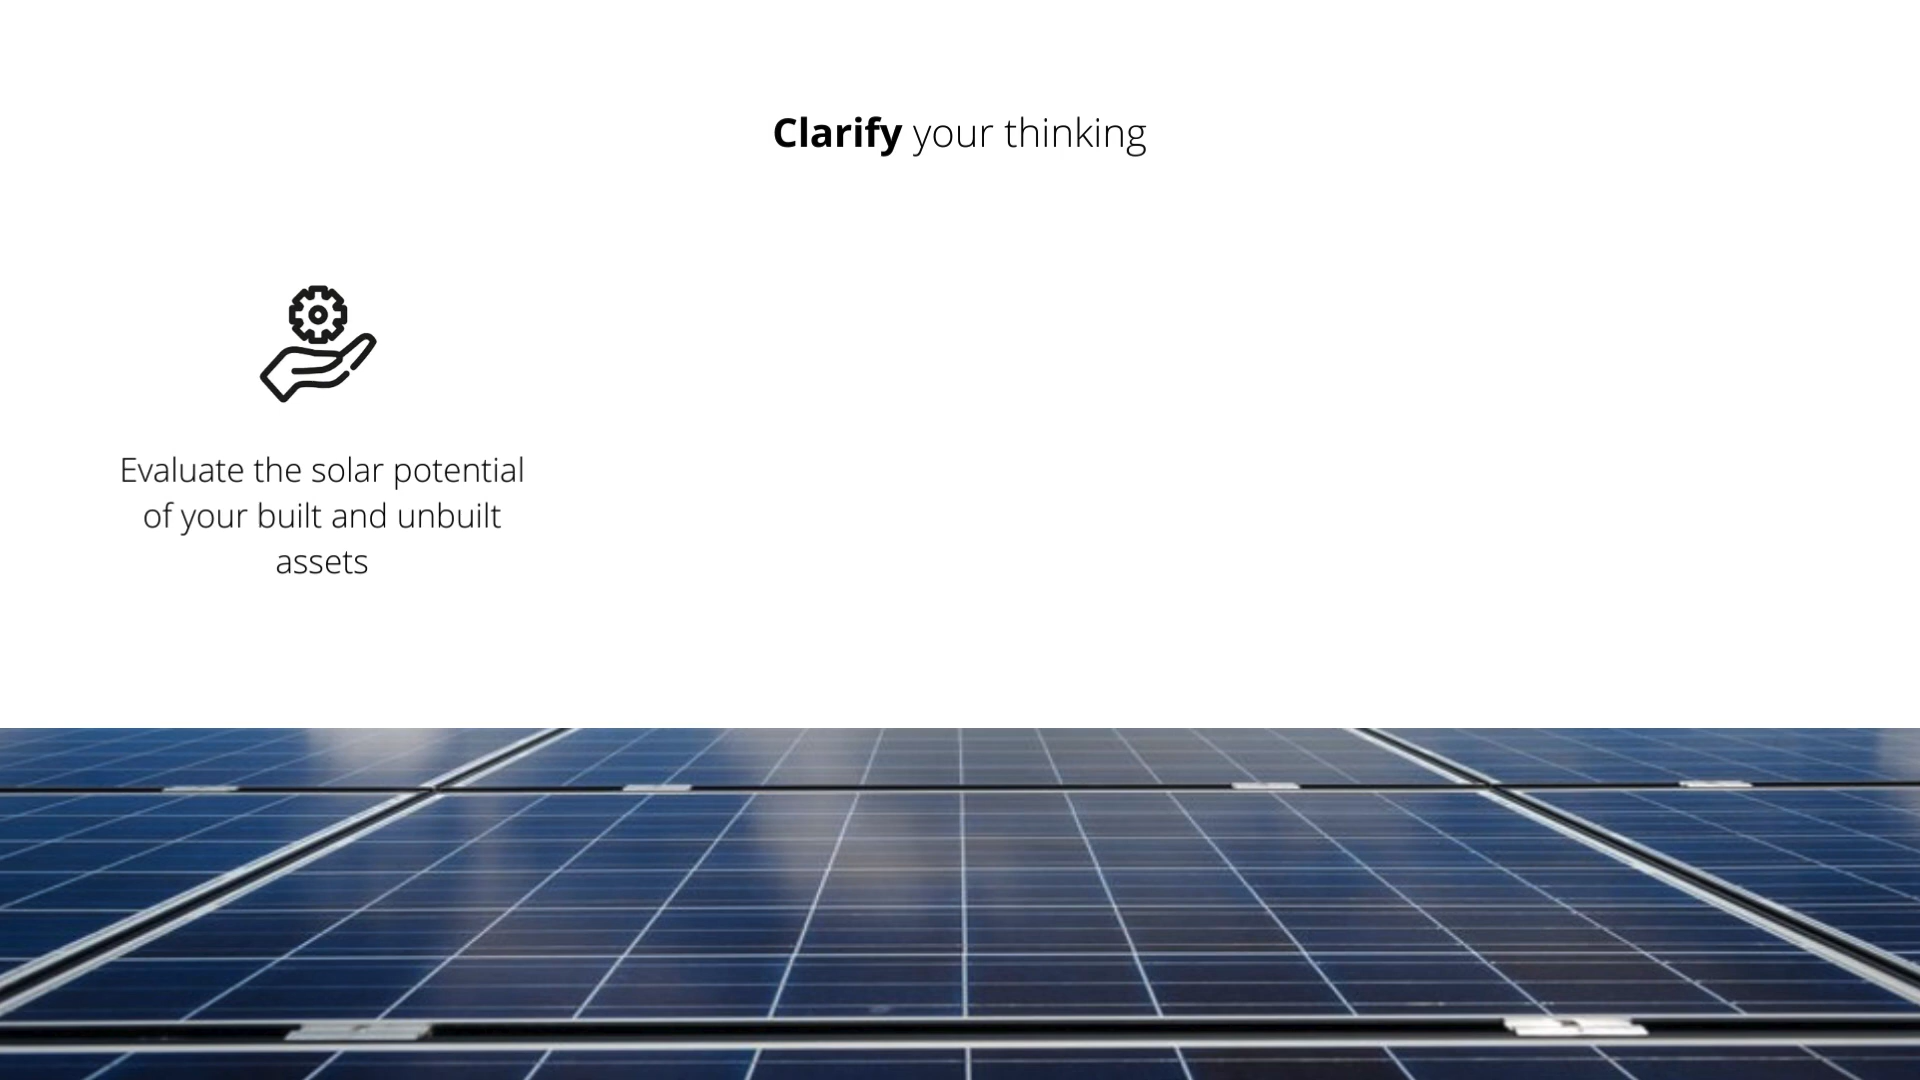 Clarify your thinking
Evaluate the solar potential
of your built and unbuilt
assets